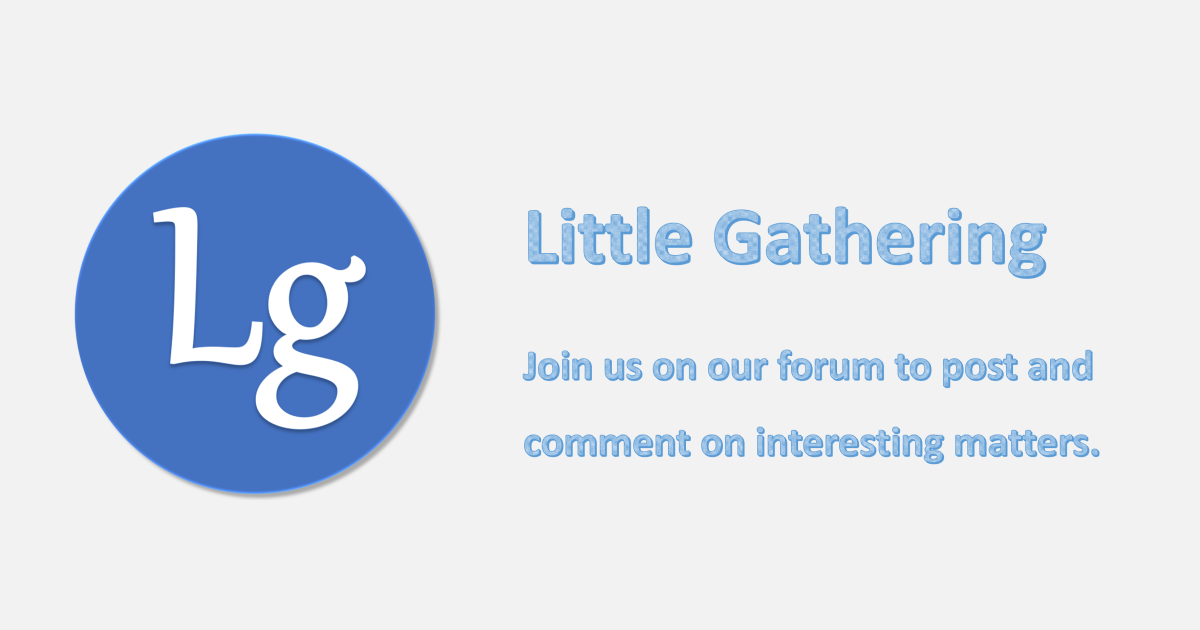 Lg
Little Gathering
Join us on our forum to post and
comment on interesting matters.